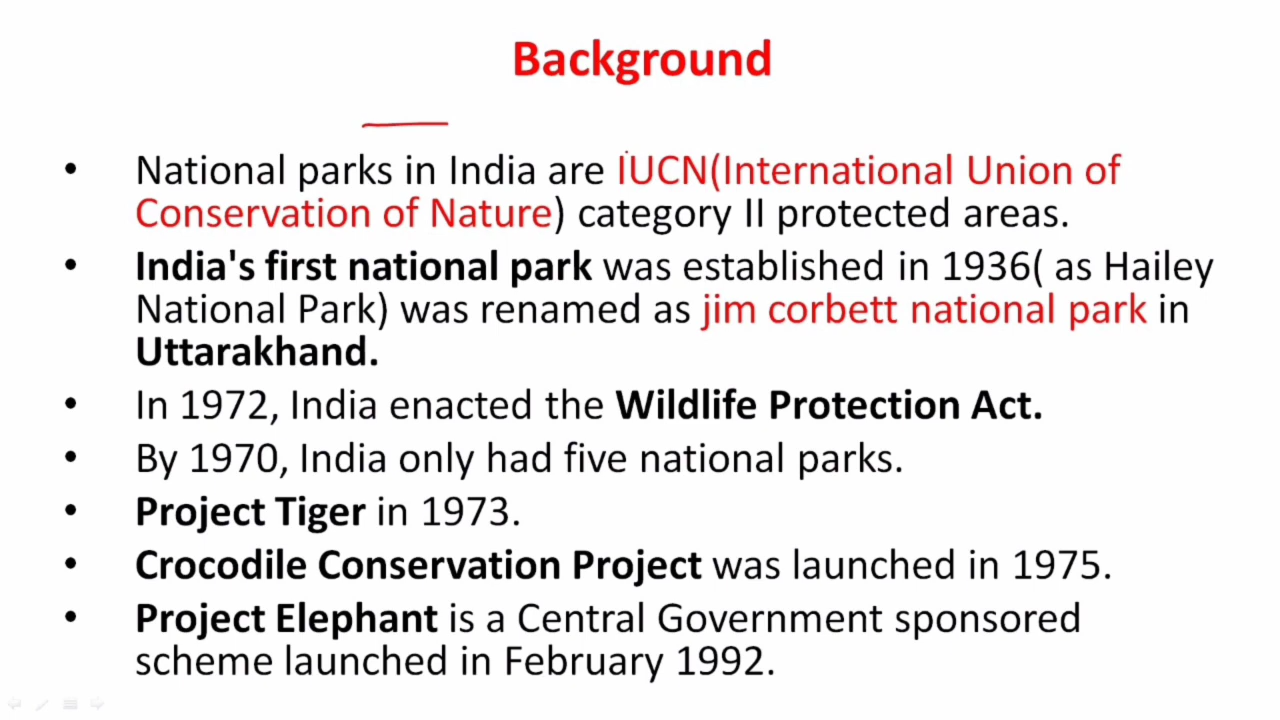 Background
• National parks in India are IUCN(International Union of
Conservation of Nature) category II protected areas.
• India's first national park was established in 1936( as Hailey
National Park) was renamed as jim corbett national park in
Uttarakhand.
• In 1972, India enacted the Wildlife Protection Act.
• By 1970, India only had five national parks.
• Project Tiger in 1973.
• Crocodile Conservation Project was launched in 1975.
• Project Elephant is a Central Government sponsored
scheme launched in February 1992.